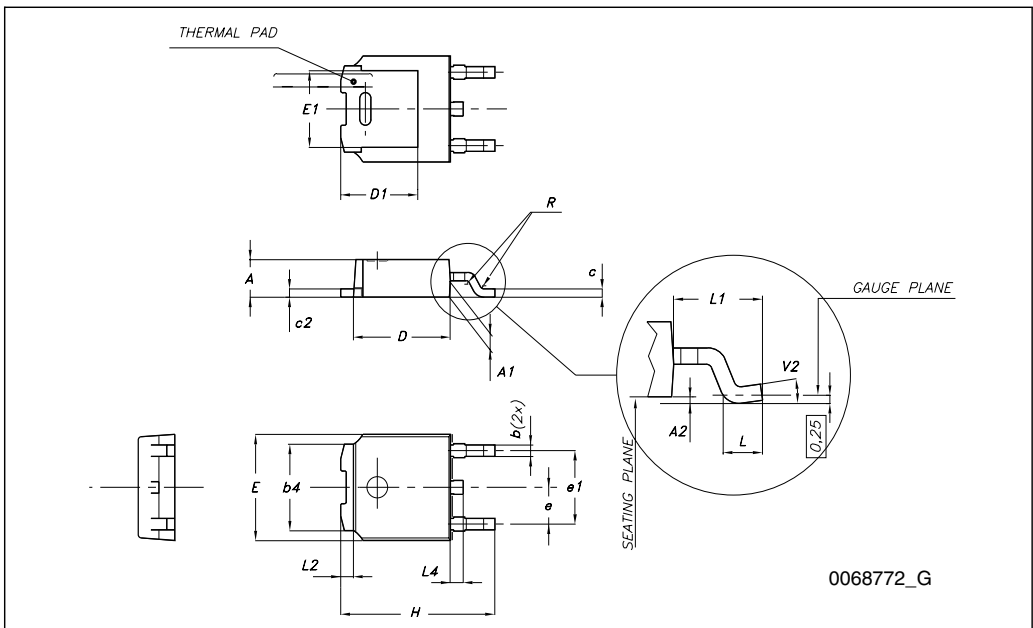 THERMAL PAD
E1
D1
R
A
c
c2
D
A1
L1
GAUGE PLANE
V2
A2
L
0,25
SEATING PLANE
b(2x)
E
b4
e
e1
L2
L4
H
0068772_G